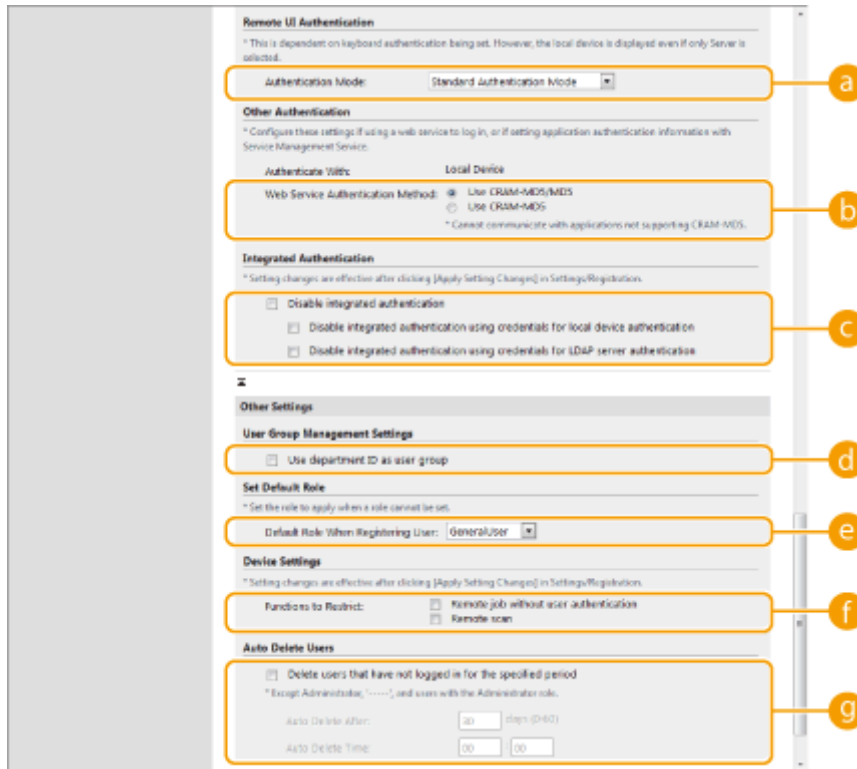 Remote UI Authentication
* This is dependent on keyboard authentication being set. However, the local device is displayed even if only Server is
selected.
Authentication Mode: Standard Authentication Mode
a
Other Authentication
* Configure these settings if using a web service to log in, or if setting application authentication information with
Service Management Service.
Authenticate With: Local Device
Web Service Authentication Method: Use CRAM-MD5/MD5
b
Use CRAM-MD5
* Cannot communicate with applications not supporting CRAM-MD5.
Integrated Authentication
* Setting changes are effective after clicking [Apply Setting Changes] in Settings/Registration.
Disable integrated authentication
Disable integrated authentication using credentials for local device authentication
c
Disable integrated authentication using credentials for LDAP server authentication
Other Settings
User Group Management Settings
Use department ID as user group
d
Set Default Role
* Set the role to apply when a role cannot be set.
Default Role When Registering User: GeneralUser
e
Device Settings
* Setting changes are effective after clicking [Apply Setting Changes] in Settings/Registration.
Functions to Restrict: Remote job without user authentication
f
Remote scan
Auto Delete Users
Delete users that have not logged in for the specified period
* Except Administrator, '-----', and users with the Administrator role.
g
Auto Delete After: 30 days (0-60)
Auto Delete Time: 00 : 00